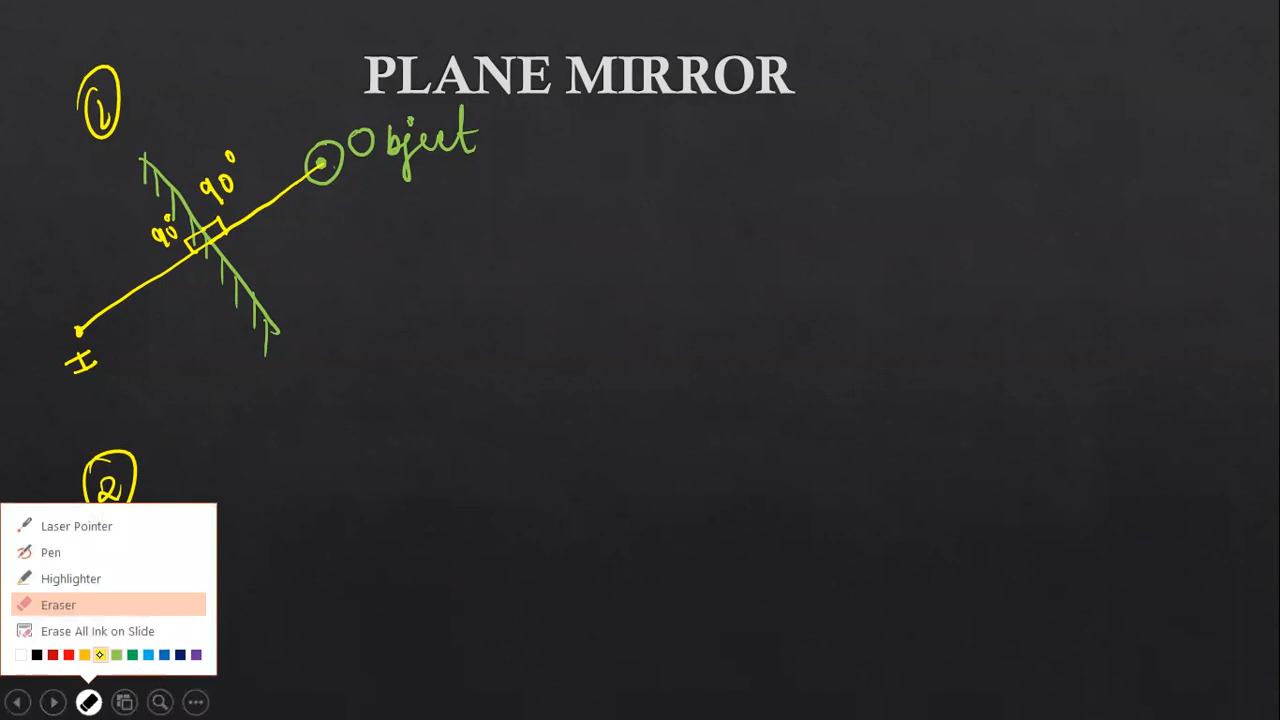 PLANE MIRROR
1
Object
90°
90°
I
2
Laser Pointer
Pen
Highlighter
Eraser
Erase All Ink on Slide